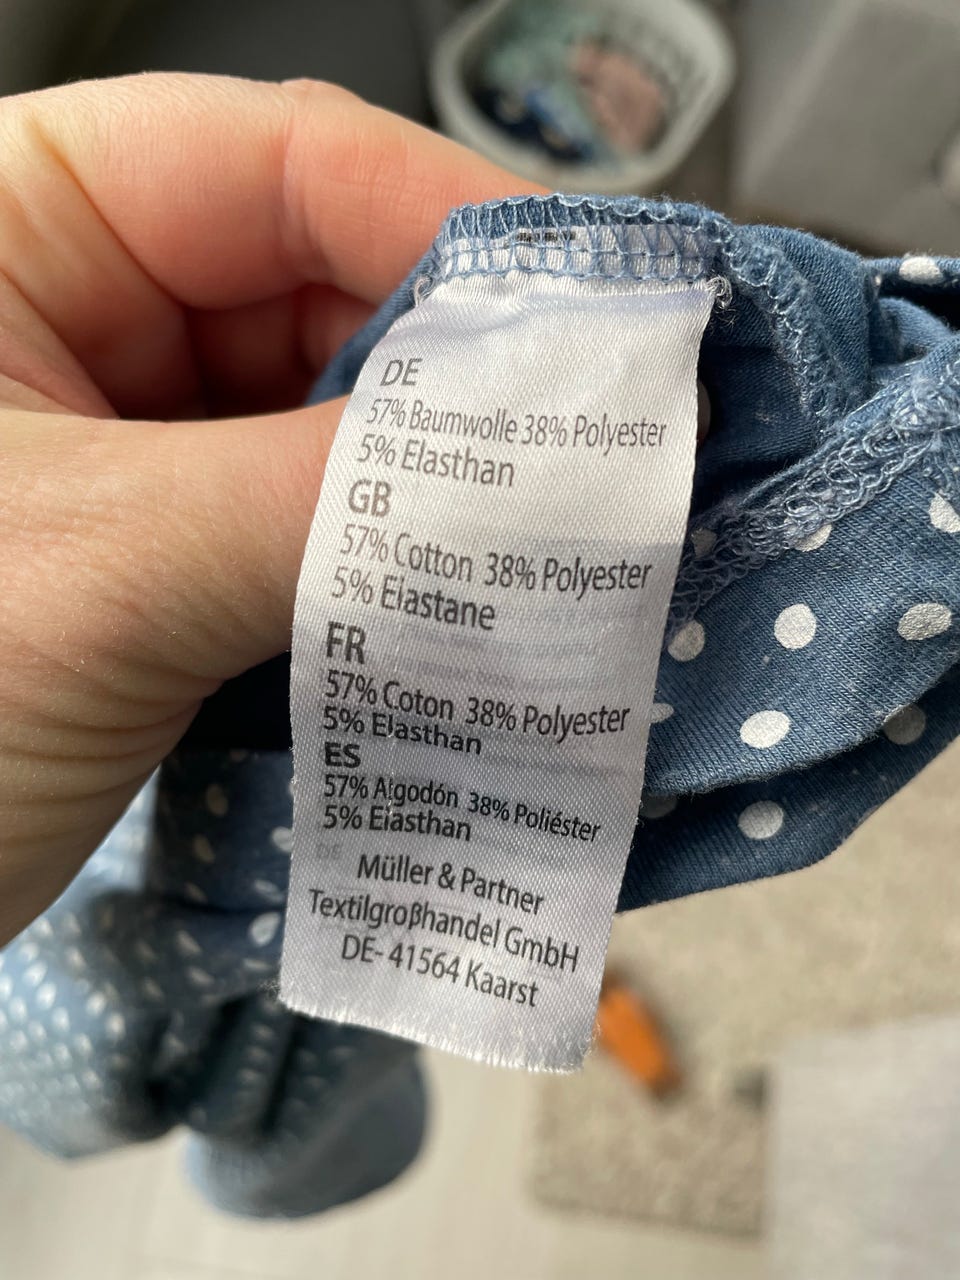 DE
57% Baumwolle 38% Polyester
5% Elasthan
GB
57% Cotton 38% Polyester
5% Elastane
FR
57% Coton 38% Polyester
5% Elasthan
ES
57% Algodón 38% Poliéster
5% Elasthan
Müller & Partner
Textilgroßhandel GmbH
DE- 41564 Kaarst